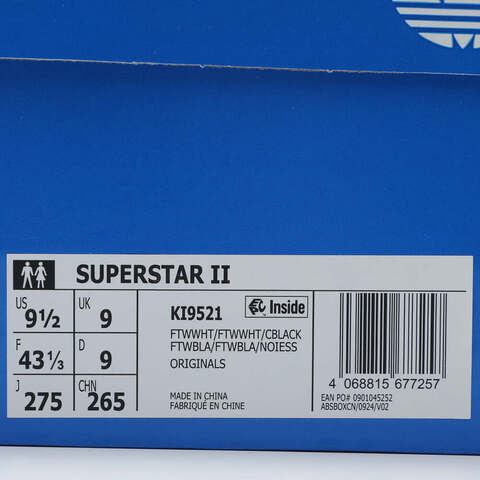 SUPERSTAR II
US 9½ UK 9
F 43⅓ D 9
J 275 CHN 265
KI9521 Inside
FTWWHT/FTWWHT/CBLACK
FTWBLA/FTWBLA/NOIESS
ORIGINALS
MADE IN CHINA
FABRIQUÉ EN CHINE
4 068815 677257
EAN PO# 0901045252
ABSBOXCN/0924/V02